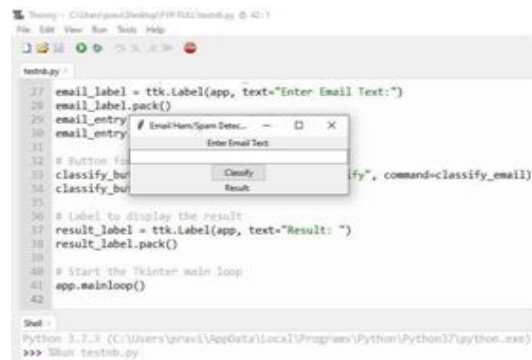 Thonny - C:\Users\pravi\Desktop\FYP FULL\testnb.py @ 42:1
File Edit View Run Tools Help
testnb.py
27 email_label = ttk.Label(app, text="Enter Email Text:")
28 email_label.pack()
29 email_entry
30 email_entry
31
32 # Button fo
33 classify_bu fy", command=classify_email)
34 classify_bu
35
36 # Label to display the result
37 result_label = ttk.Label(app, text="Result: ")
38 result_label.pack()
39
40 # Start the Tkinter main loop
41 app.mainloop()
42
Email Ham/Spam Detec...
Enter Email Text:
Classify
Result:
Shell
Python 3.7.3 (C:\Users\pravi\AppData\Local\Programs\Python\Python37\python.exe)
>>> %Run testnb.py